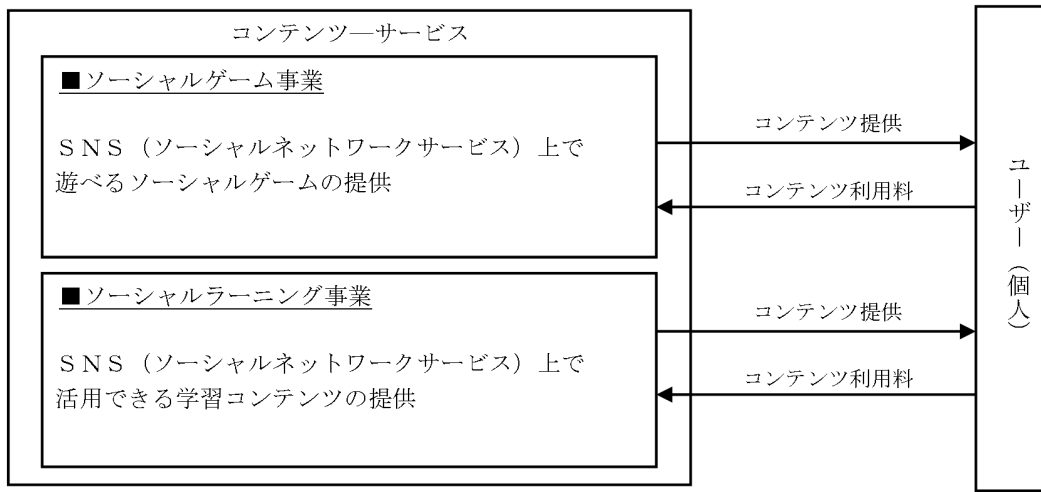 コンテンツ―サービス
■ソーシャルゲーム事業
ＳＮＳ（ソーシャルネットワークサービス）上で
遊べるソーシャルゲームの提供
コンテンツ提供
コンテンツ利用料
■ソーシャルラーニング事業
ＳＮＳ（ソーシャルネットワークサービス）上で
活用できる学習コンテンツの提供
コンテンツ提供
コンテンツ利用料
ユーザー（個人）